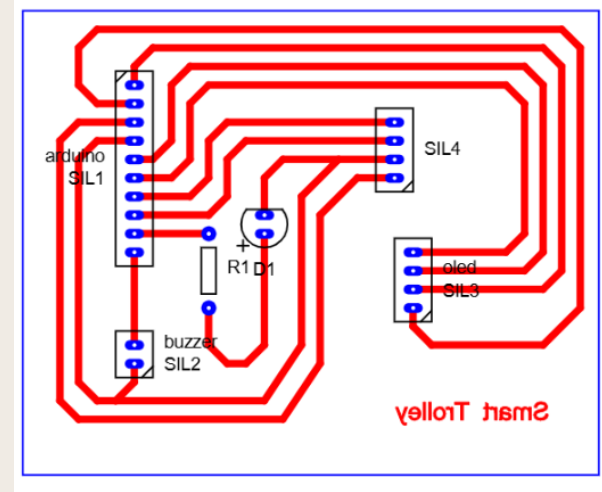 arduino
SIL1
SIL4
+
R1
D1
oled
SIL3
buzzer
SIL2
Smart Trolley